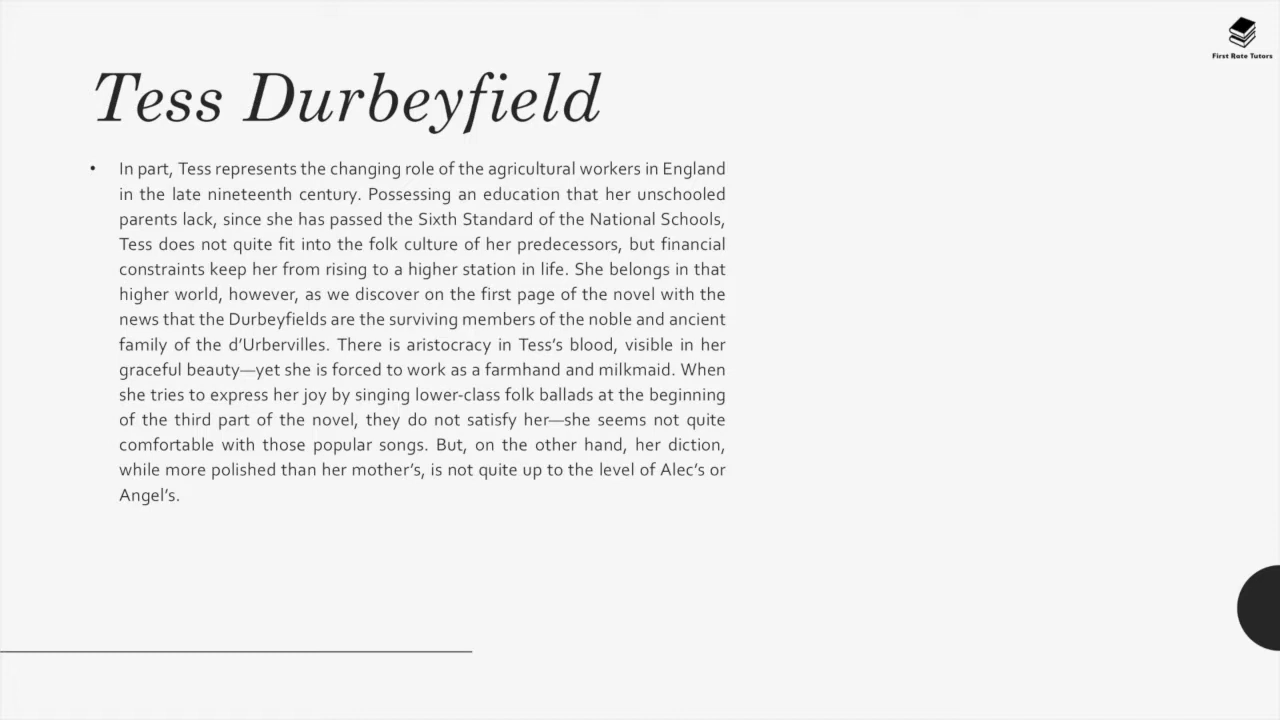 First Rate Tutors
Tess Durbeyfield
• In part, Tess represents the changing role of the agricultural workers in England
in the late nineteenth century. Possessing an education that her unschooled
parents lack, since she has passed the Sixth Standard of the National Schools,
Tess does not quite fit into the folk culture of her predecessors, but financial
constraints keep her from rising to a higher station in life. She belongs in that
higher world, however, as we discover on the first page of the novel with the
news that the Durbeyfields are the surviving members of the noble and ancient
family of the d’Urbervilles. There is aristocracy in Tess’s blood, visible in her
graceful beauty—yet she is forced to work as a farmhand and milkmaid. When
she tries to express her joy by singing lower-class folk ballads at the beginning
of the third part of the novel, they do not satisfy her—she seems not quite
comfortable with those popular songs. But, on the other hand, her diction,
while more polished than her mother’s, is not quite up to the level of Alec’s or
Angel’s.